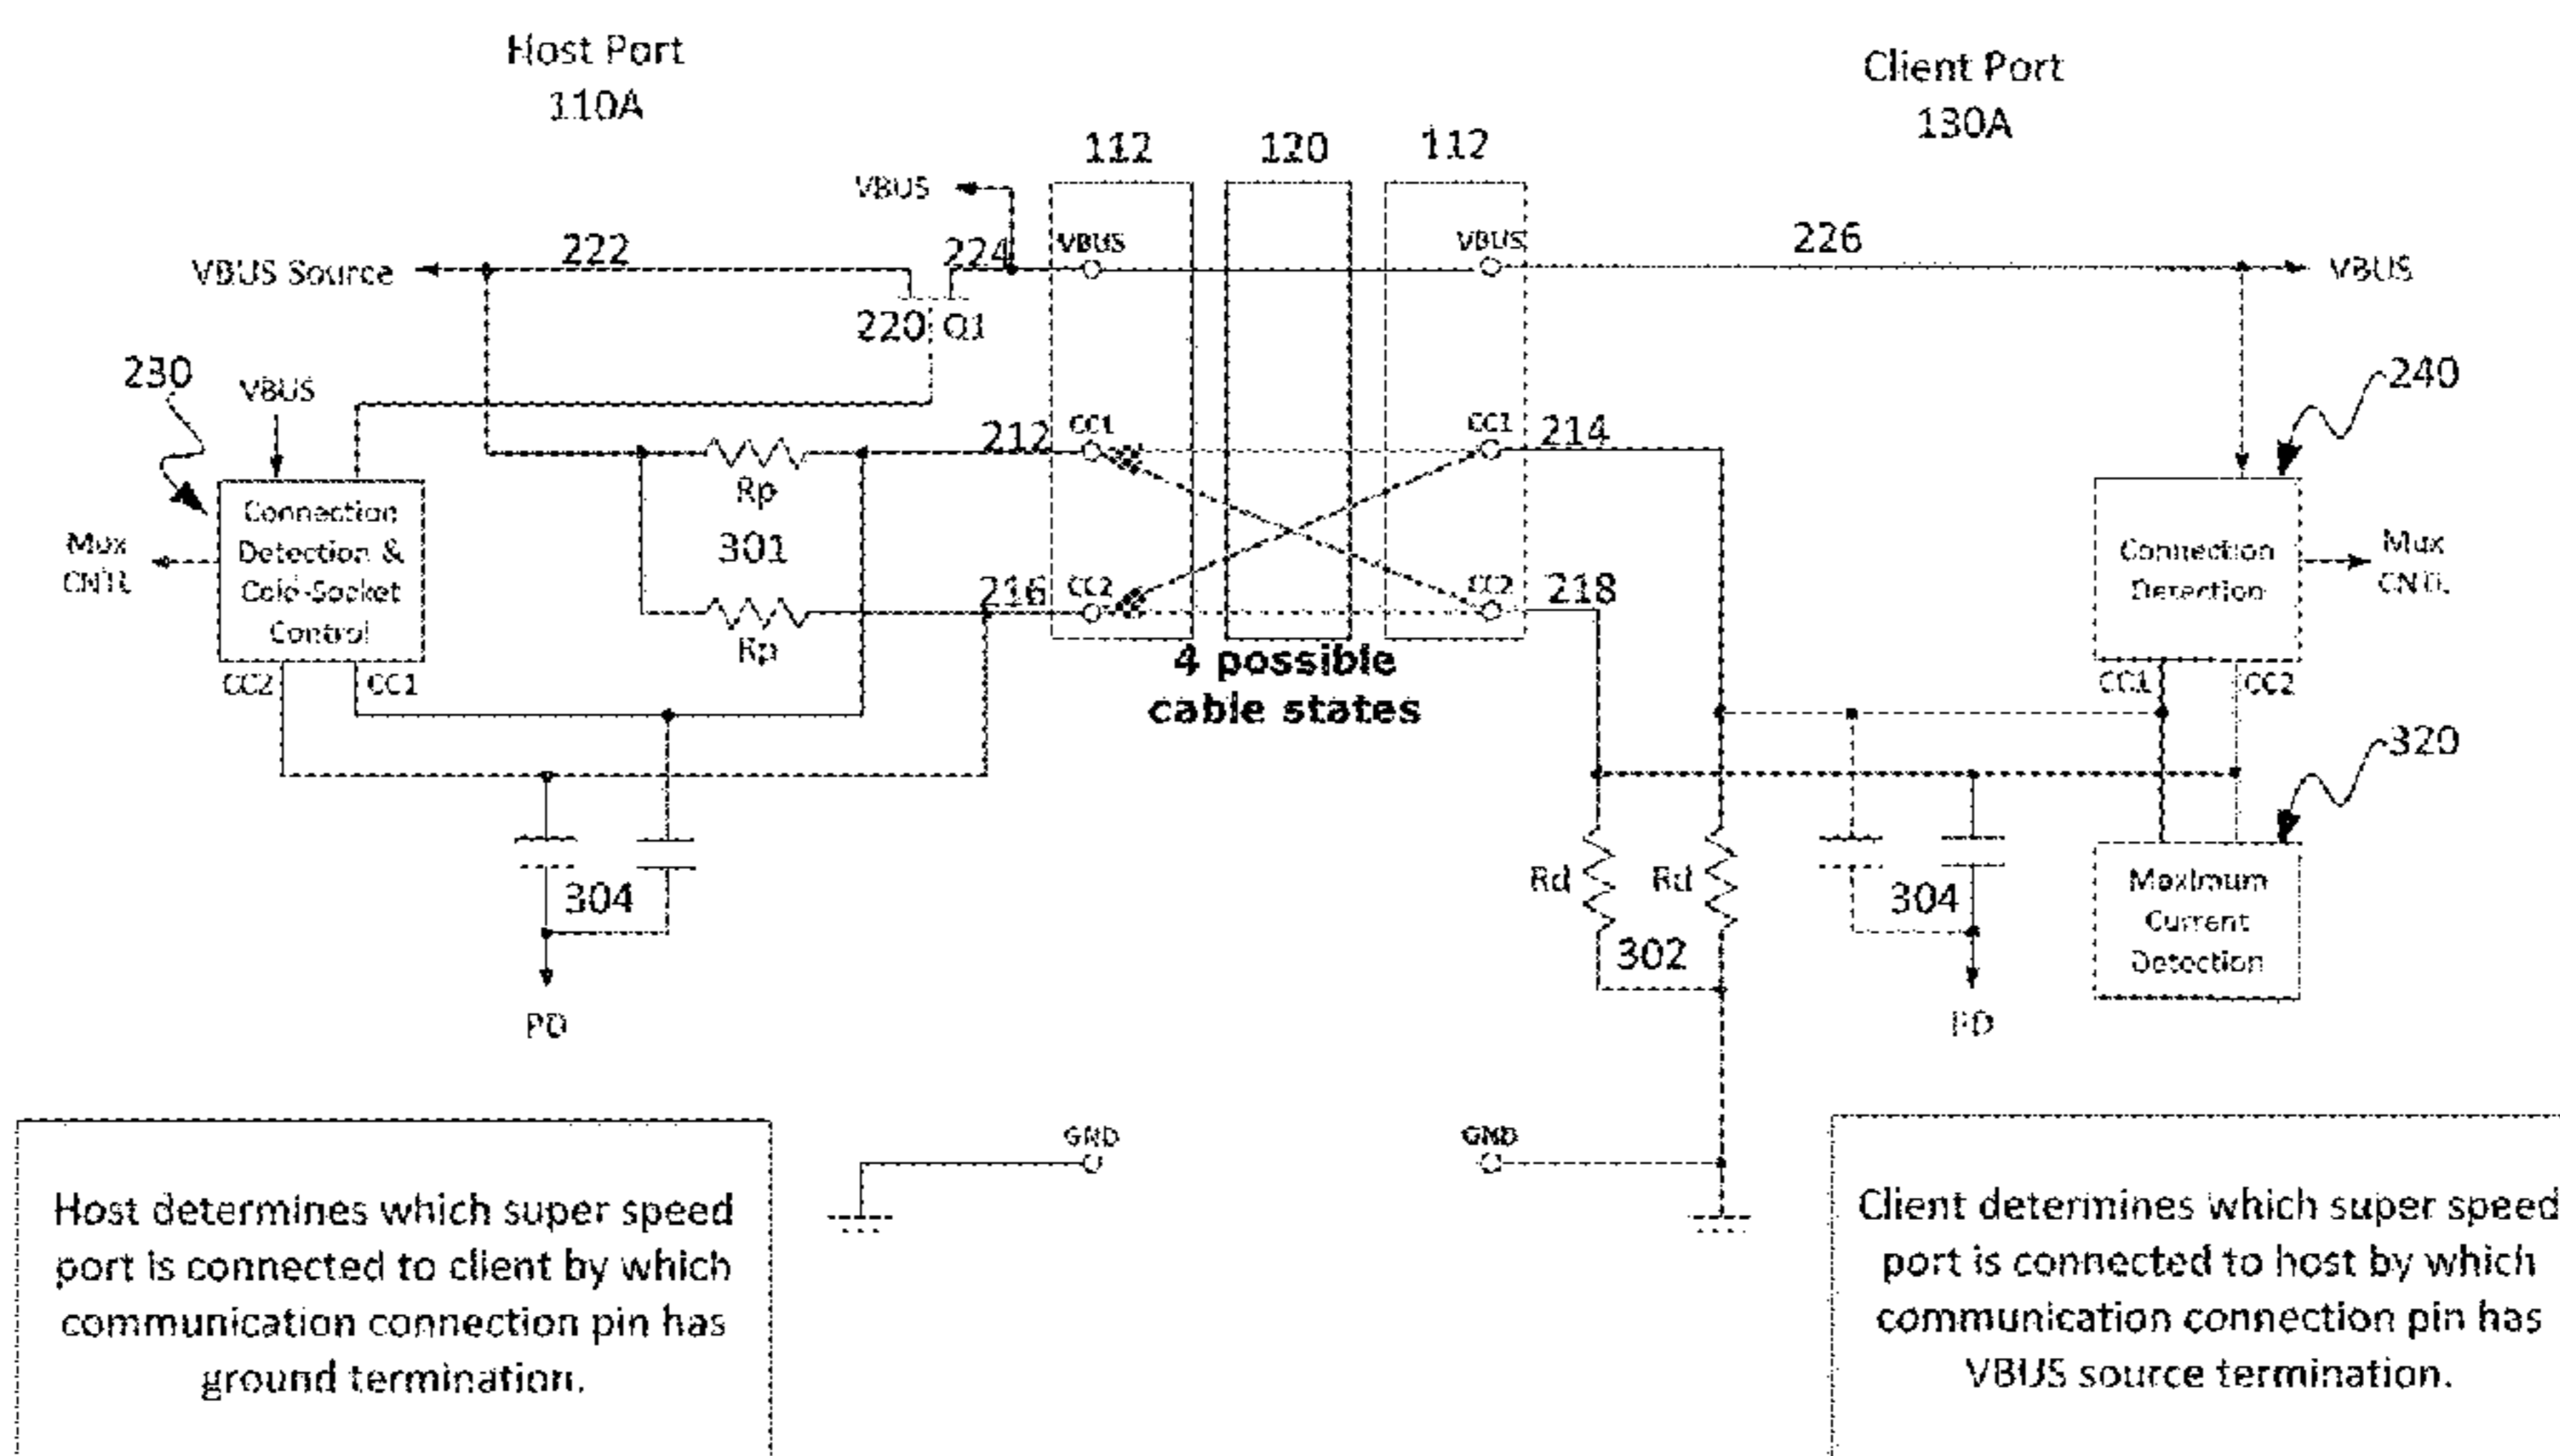 Host Port
110A
Client Port
130A
112
120
112
VBUS
222
224
VBUS
VBUS
226
VBUS Source
VBUS
220
Q1
230
VBUS
240
212
CC1
CC1
214
Rp
Connection
Detection &
Cold-Socket
Control
Mux
CNTL
301
Connection
Detection
Mux
CNTL
216
CC2
CC2
218
Rp
4 possible
cable states
CC2
CC1
CC1
CC2
320
304
Rd
Rd
304
Maximum
Current
Detection
302
PD
PD
GND
GND
Host determines which super speed
port is connected to client by which
communication connection pin has
ground termination.
Client determines which super speed
port is connected to host by which
communication connection pin has
VBUS source termination.